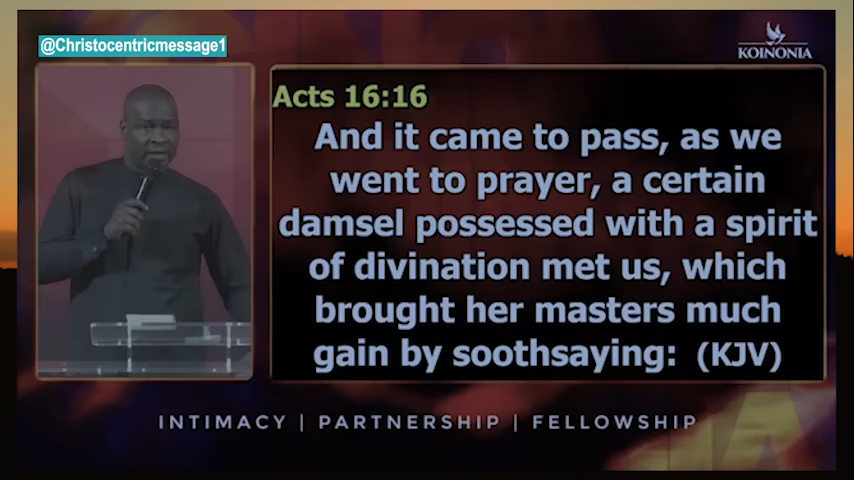 @Christocentricmessage1
KOINONIA
Acts 16:16
And it came to pass, as we
went to prayer, a certain
damsel possessed with a spirit
of divination met us, which
brought her masters much
gain by soothsaying: (KJV)
INTIMACY | PARTNERSHIP | FELLOWSHIP